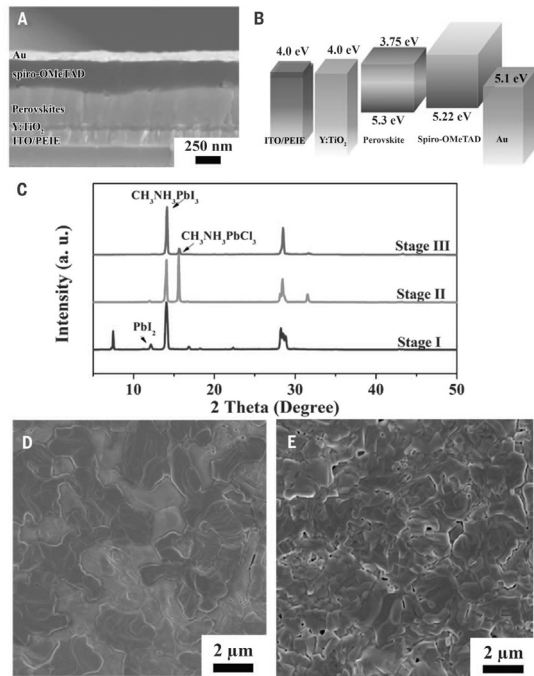 A
Au
spiro-OMeTAD
Perovskites
Y:TiO2
ITO/PEIE
250 nm
B
4.0 eV
4.0 eV
3.75 eV
5.1 eV
5.3 eV
5.22 eV
ITO/PEIE
Y:TiO2
Perovskite
Spiro-OMeTAD
Au
C
CH3NH3PbI3
CH3NH3PbCl3
Stage III
Stage II
PbI2
Stage I
Intensity (a. u.)
10 20 30 40 50
2 Theta (Degree)
D
2 µm
E
2 µm